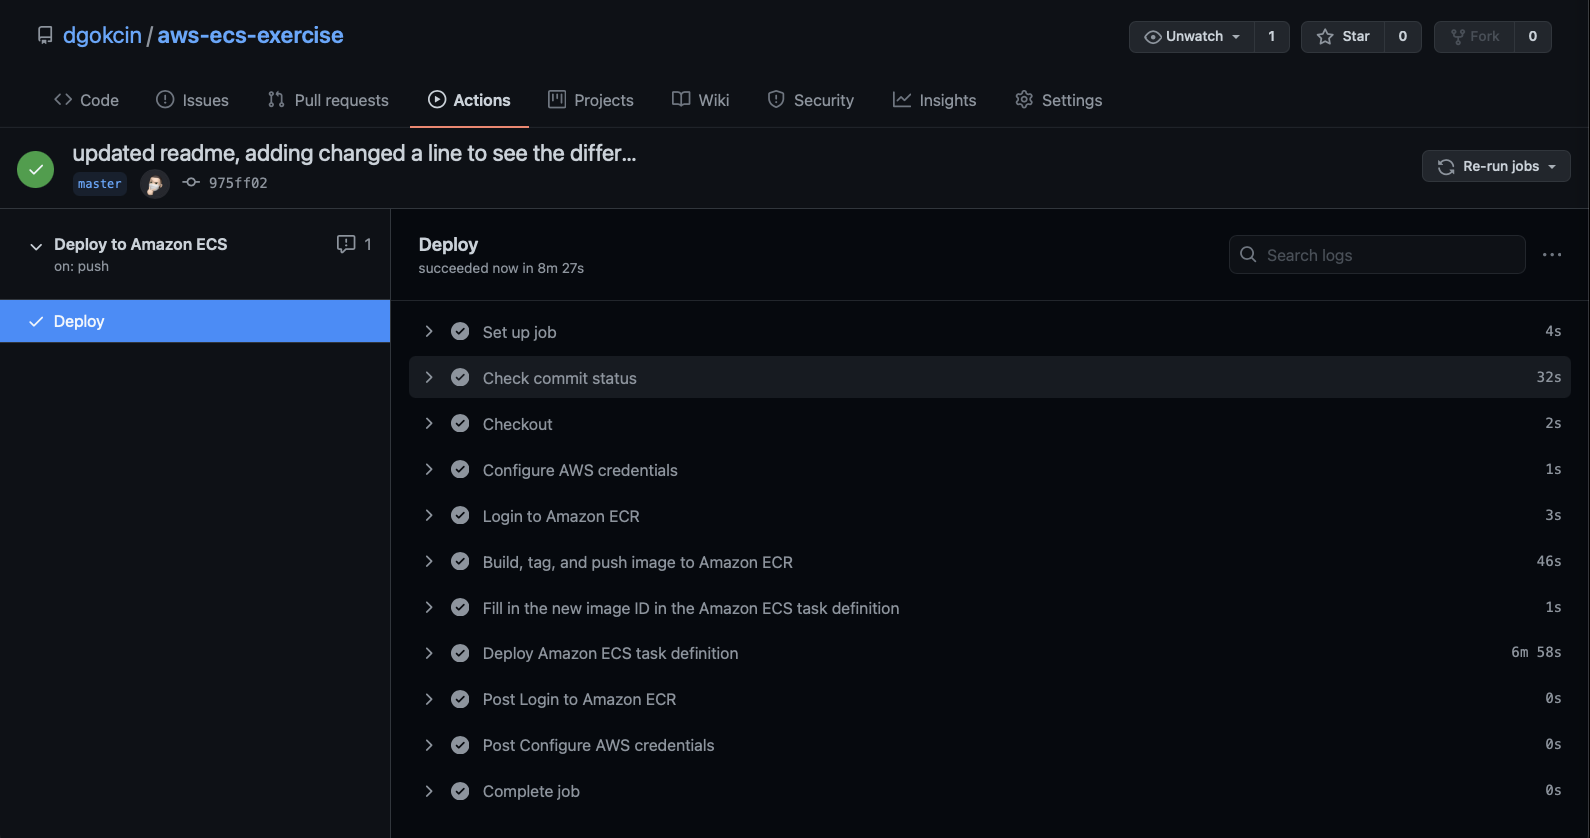 dgokcin / aws-ecs-exercise
Unwatch 1 Star 0 Fork 0
Code Issues Pull requests Actions Projects Wiki Security Insights Settings
updated readme, adding changed a line to see the differ...
master 975ff02
Re-run jobs
Deploy to Amazon ECS 1
on: push
Deploy
Deploy
succeeded now in 8m 27s
Search logs
Set up job 4s
Check commit status 32s
Checkout 2s
Configure AWS credentials 1s
Login to Amazon ECR 3s
Build, tag, and push image to Amazon ECR 46s
Fill in the new image ID in the Amazon ECS task definition 1s
Deploy Amazon ECS task definition 6m 58s
Post Login to Amazon ECR 0s
Post Configure AWS credentials 0s
Complete job 0s